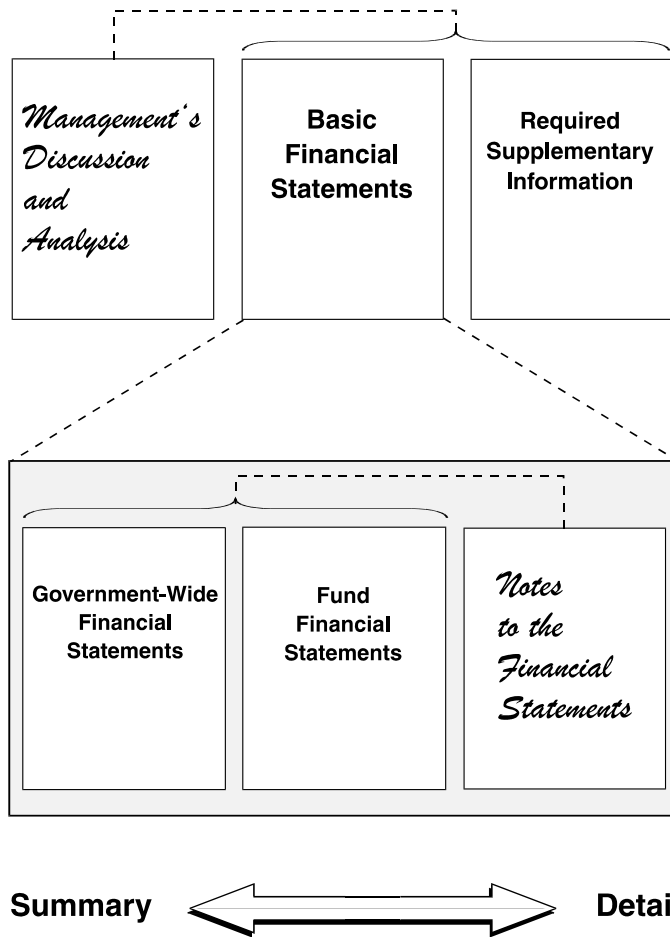 Management's
Discussion
and
Analysis
Basic
Financial
Statements
Required
Supplementary
Information
Government-Wide
Financial
Statements
Fund
Financial
Statements
Notes
to the
Financial
Statements
Summary
Detai